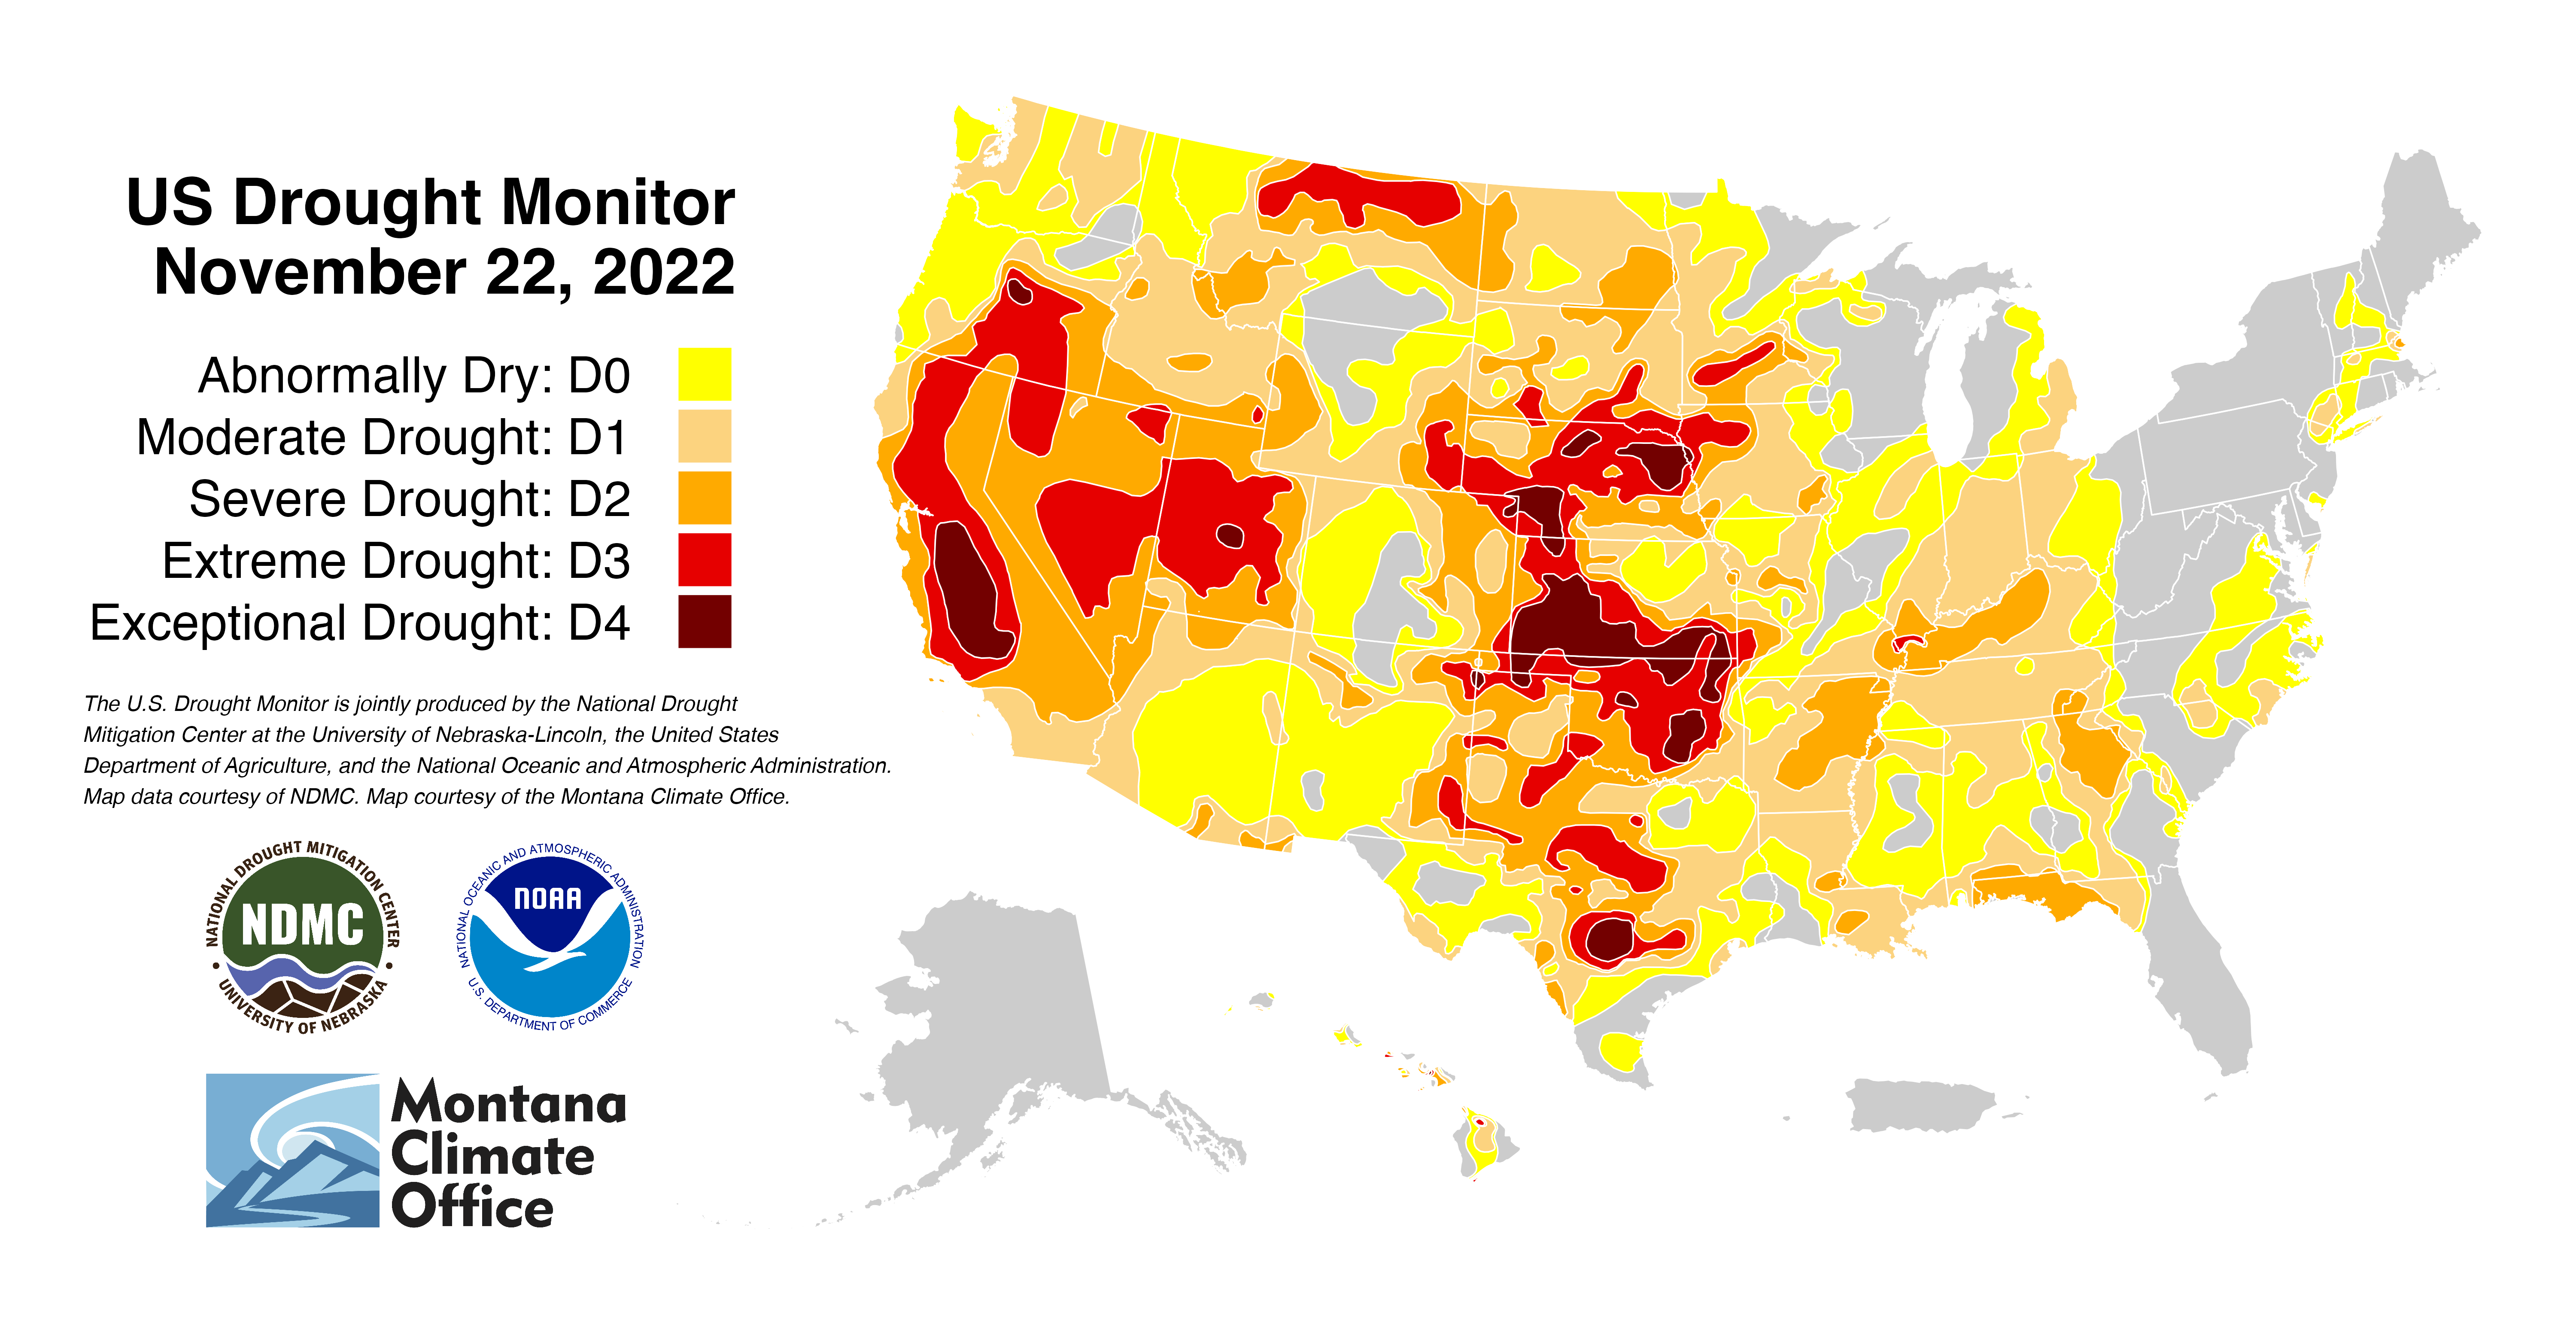 US Drought Monitor
November 22, 2022
Abnormally Dry: D0
Moderate Drought: D1
Severe Drought: D2
Extreme Drought: D3
Exceptional Drought: D4
The U.S. Drought Monitor is jointly produced by the National Drought
Mitigation Center at the University of Nebraska-Lincoln, the United States
Department of Agriculture, and the National Oceanic and Atmospheric Administration.
Map data courtesy of NDMC. Map courtesy of the Montana Climate Office.
NATIONAL DROUGHT MITIGATION CENTER
NDMC
• UNIVERSITY OF NEBRASKA •
NATIONAL OCEANIC AND ATMOSPHERIC ADMINISTRATION
NOAA
U.S. DEPARTMENT OF COMMERCE
Montana
Climate
Office